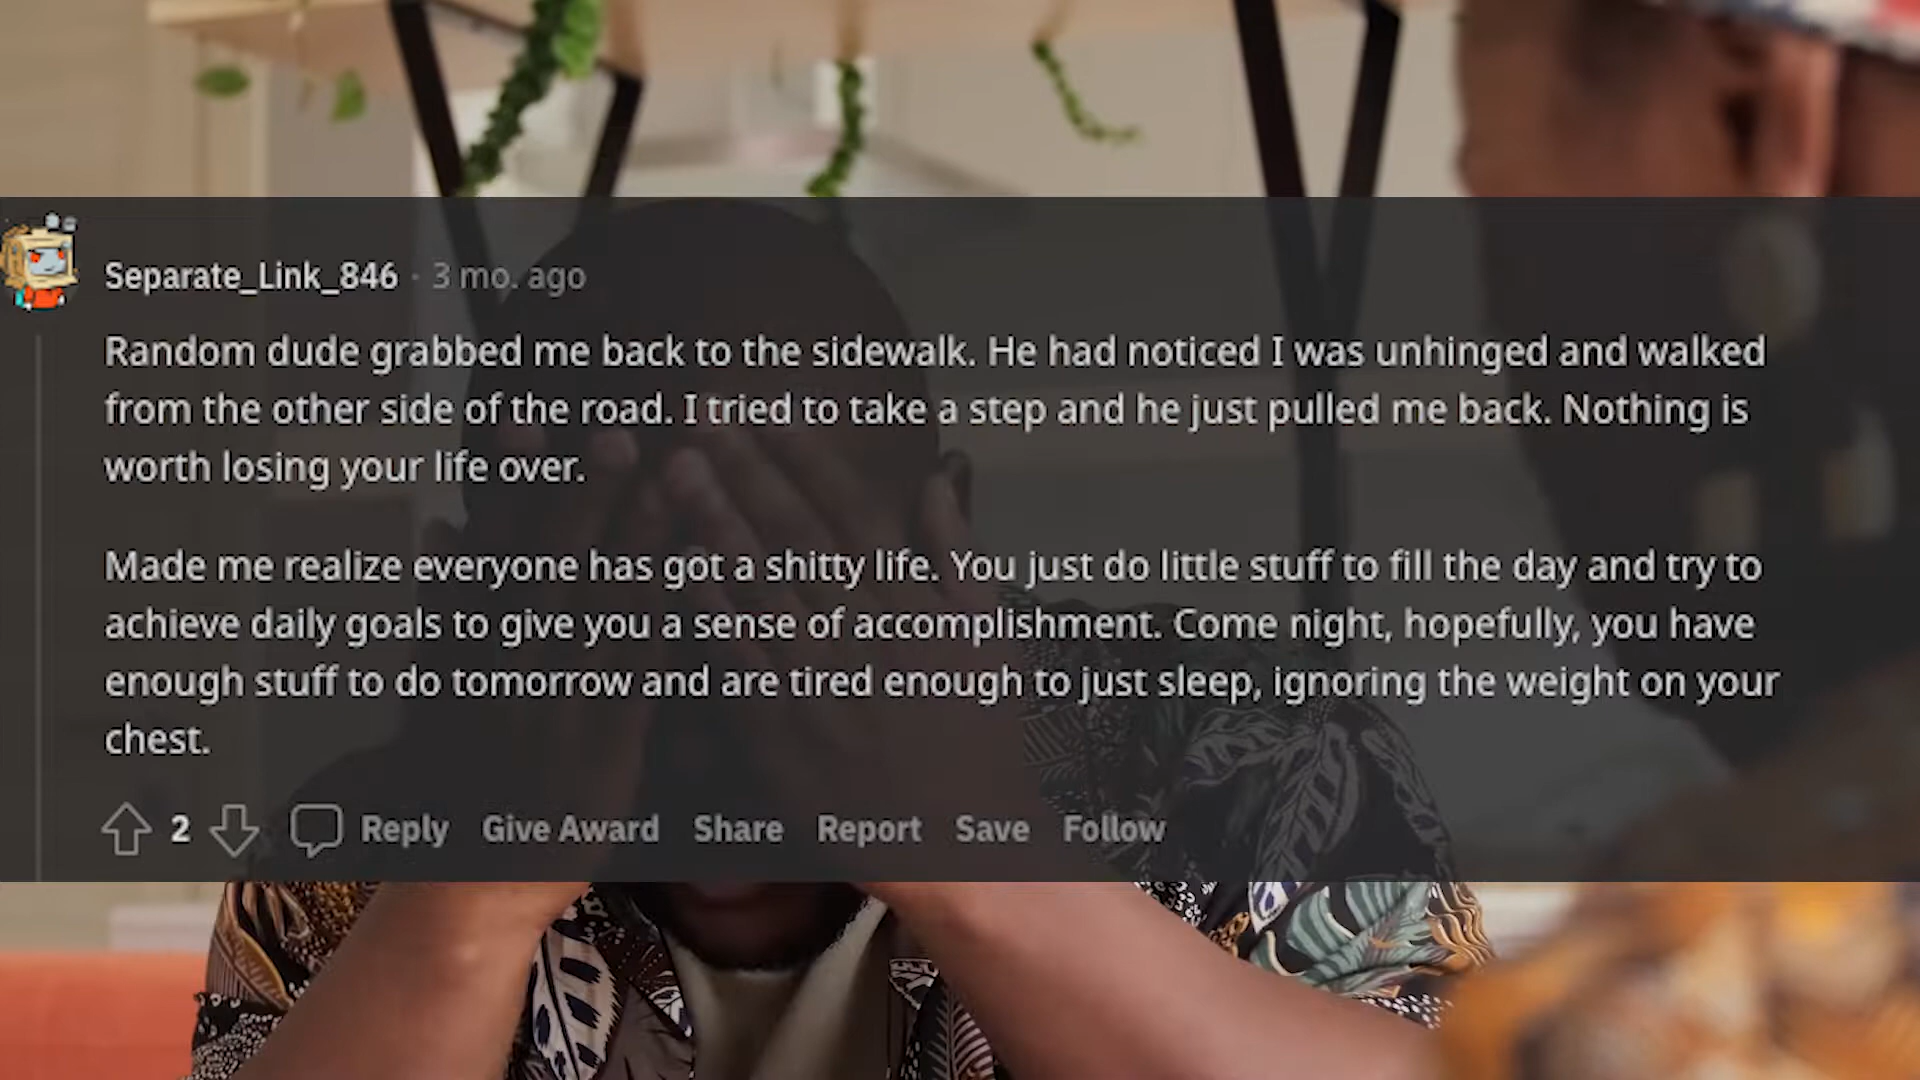 Separate_Link_846 · 3 mo. ago
Random dude grabbed me back to the sidewalk. He had noticed I was unhinged and walked
from the other side of the road. I tried to take a step and he just pulled me back. Nothing is
worth losing your life over.
Made me realize everyone has got a shitty life. You just do little stuff to fill the day and try to
achieve daily goals to give you a sense of accomplishment. Come night, hopefully, you have
enough stuff to do tomorrow and are tired enough to just sleep, ignoring the weight on your
chest.
2 Reply Give Award Share Report Save Follow